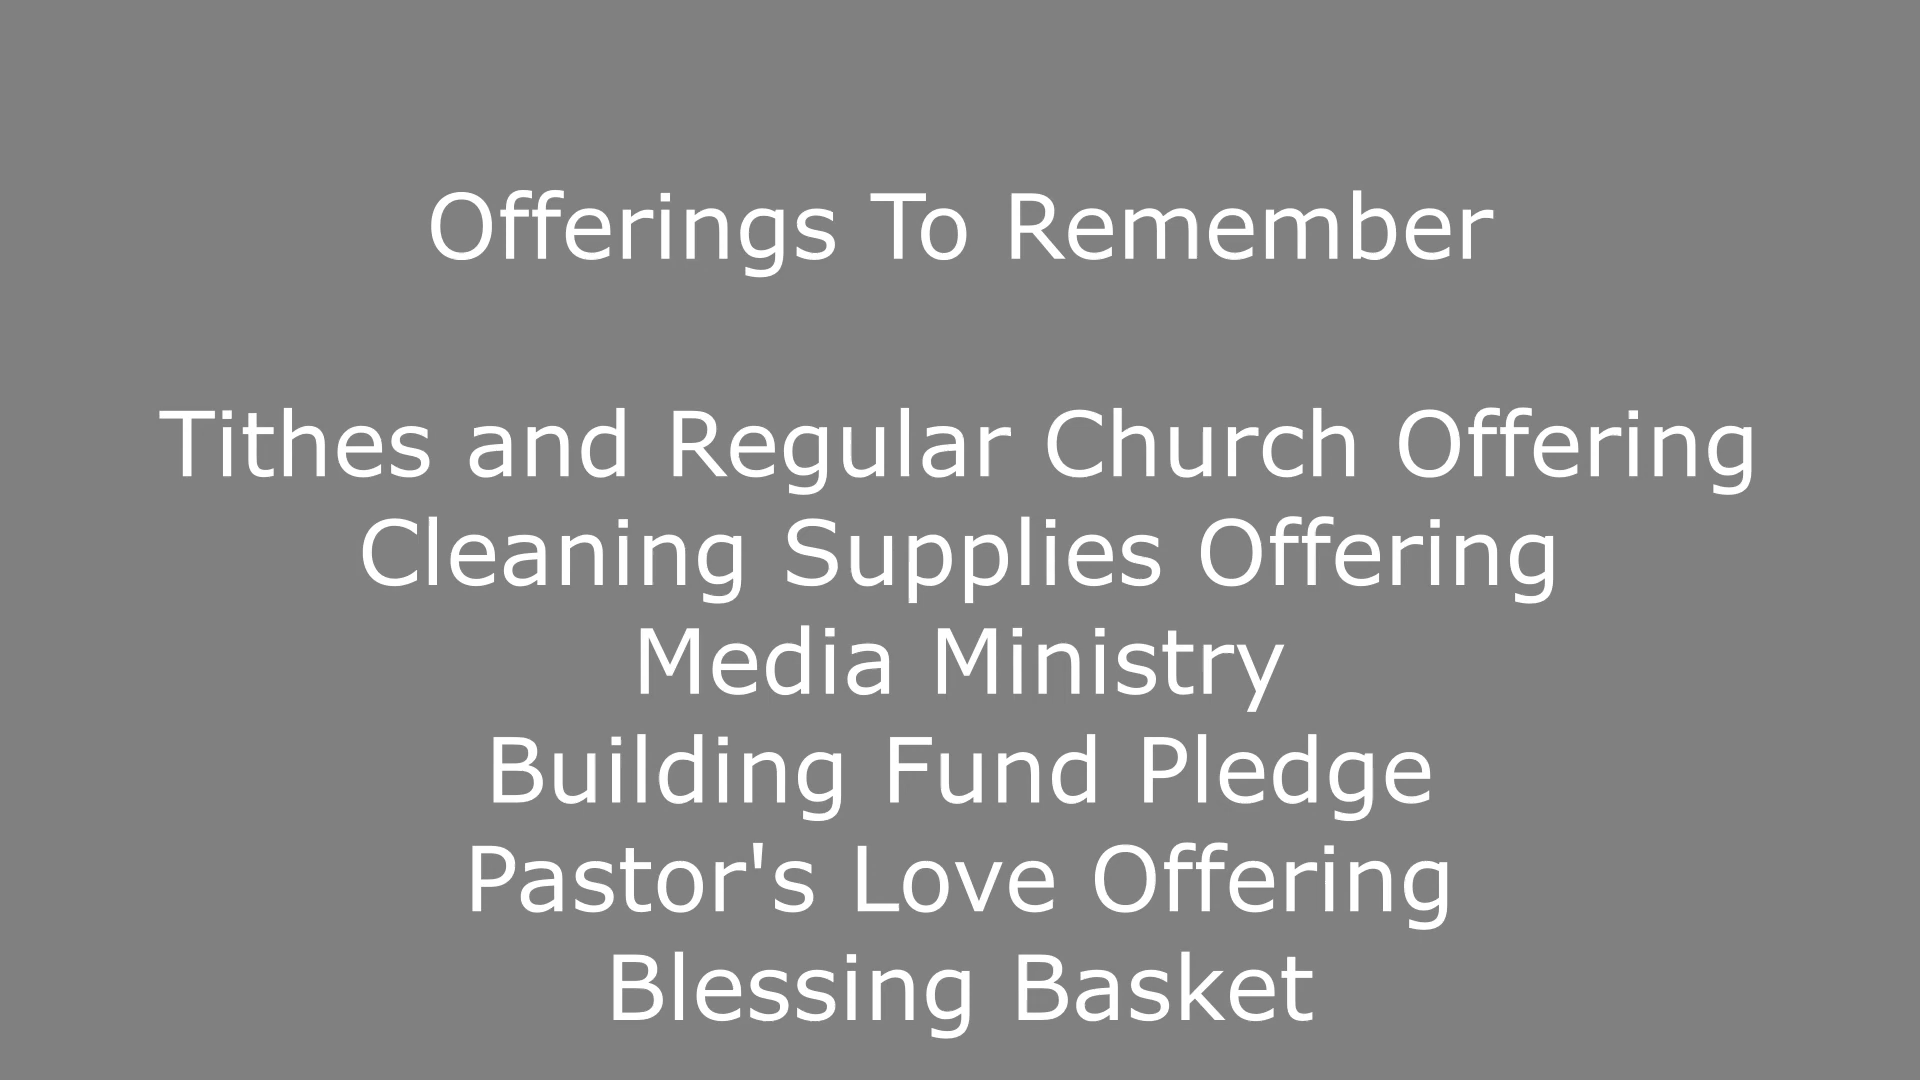 Offerings To Remember
Tithes and Regular Church Offering
Cleaning Supplies Offering
Media Ministry
Building Fund Pledge
Pastor's Love Offering
Blessing Basket